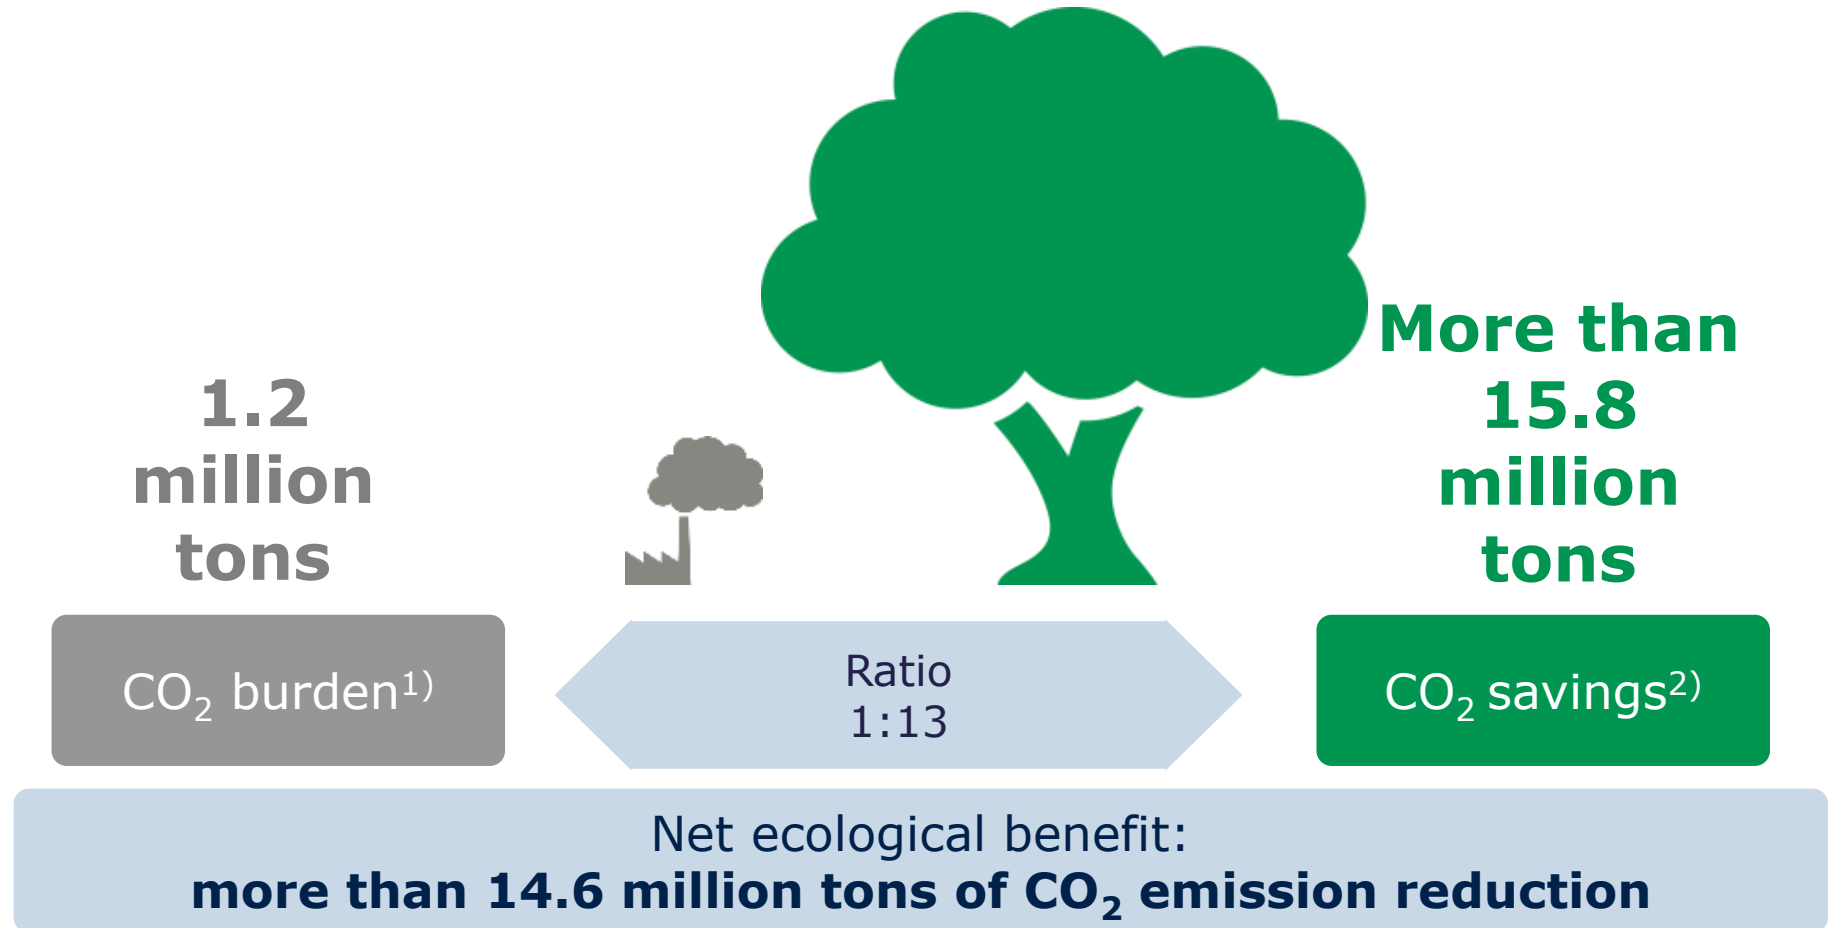 1.2
million
tons
More than
15.8
million
tons
CO₂ burden¹⁾
Ratio
1:13
CO₂ savings²⁾
Net ecological benefit:
more than 14.6 million tons of CO₂ emission reduction